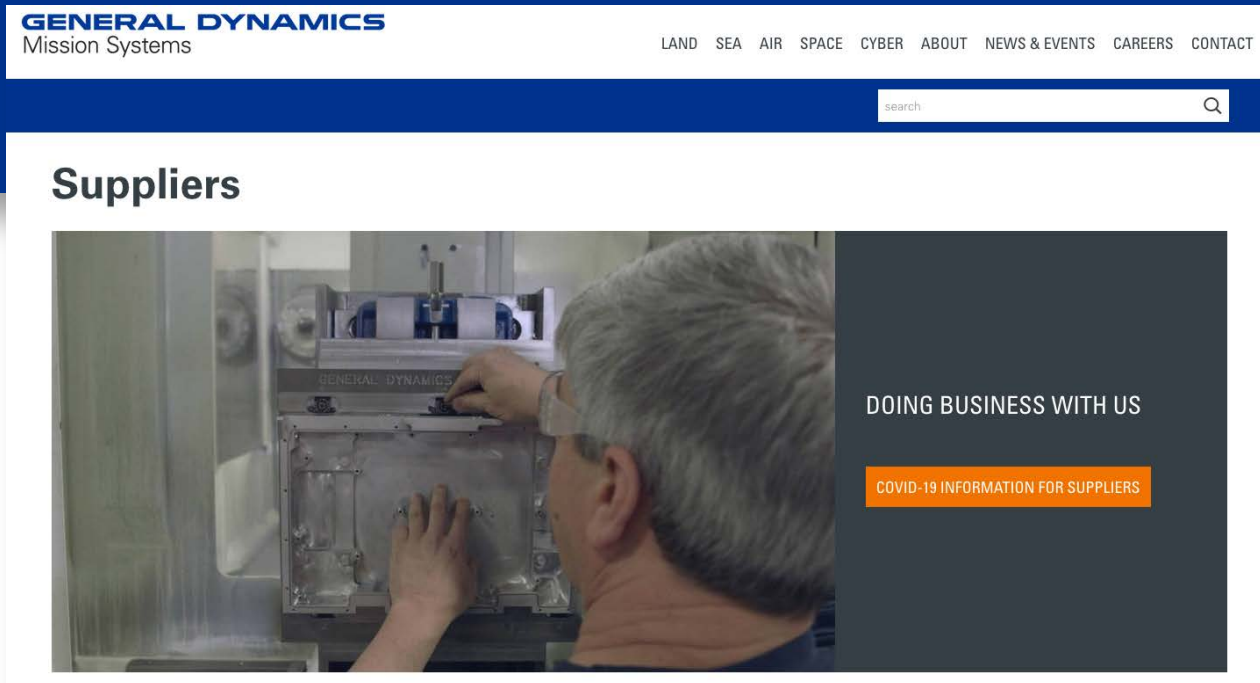 GENERAL DYNAMICS
Mission Systems
LAND SEA AIR SPACE CYBER ABOUT NEWS & EVENTS CAREERS CONTACT
search
Suppliers
GENERAL DYNAMICS
DOING BUSINESS WITH US
COVID-19 INFORMATION FOR SUPPLIERS